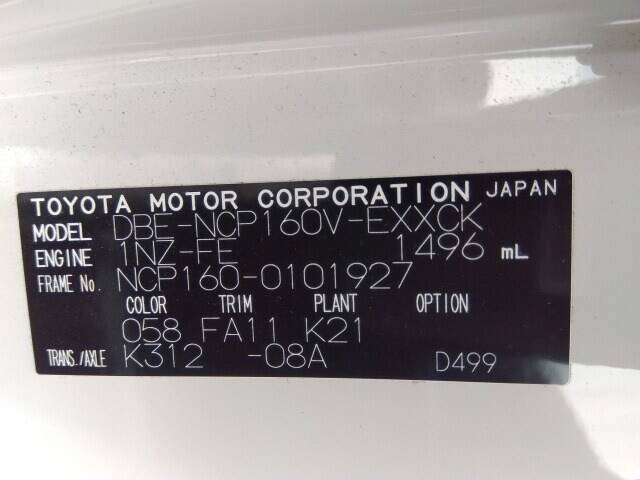 TOYOTA MOTOR CORPORATION JAPAN
MODEL DBE-NCP160V-EXXCK
ENGINE 1NZ-FE 1496 mL
FRAME No. NCP160-0101927
COLOR TRIM PLANT OPTION
058 FA11 K21
TRANS./AXLE K312 -08A D499